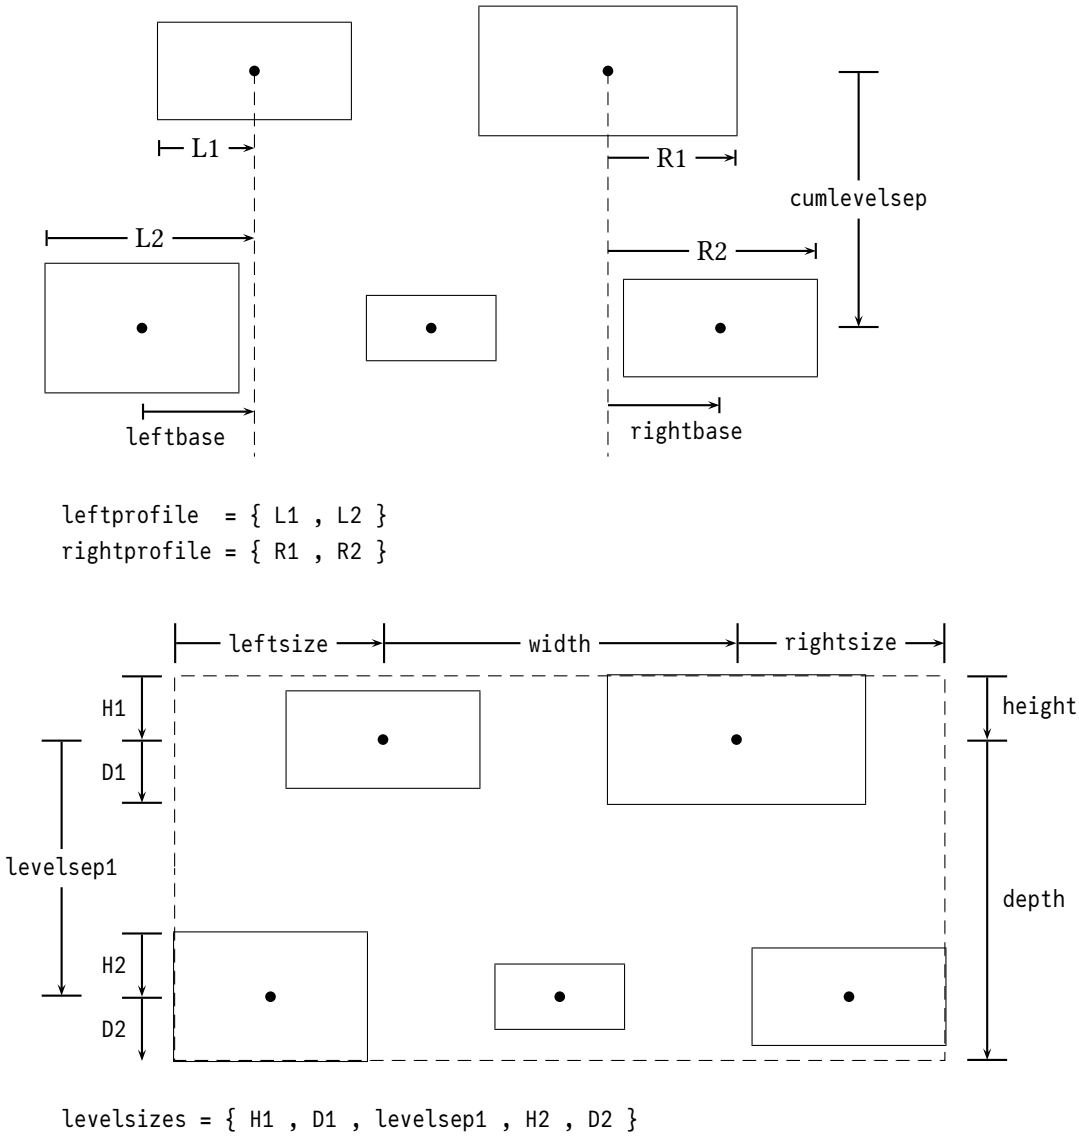 L1
R1
cumlevelsep
L2
R2
leftbase
rightbase
leftprofile  = { L1 , L2 }
rightprofile = { R1 , R2 }
leftsize
width
rightsize
H1
height
D1
levelsep1
depth
H2
D2
levelsizes = { H1 , D1 , levelsep1 , H2 , D2 }